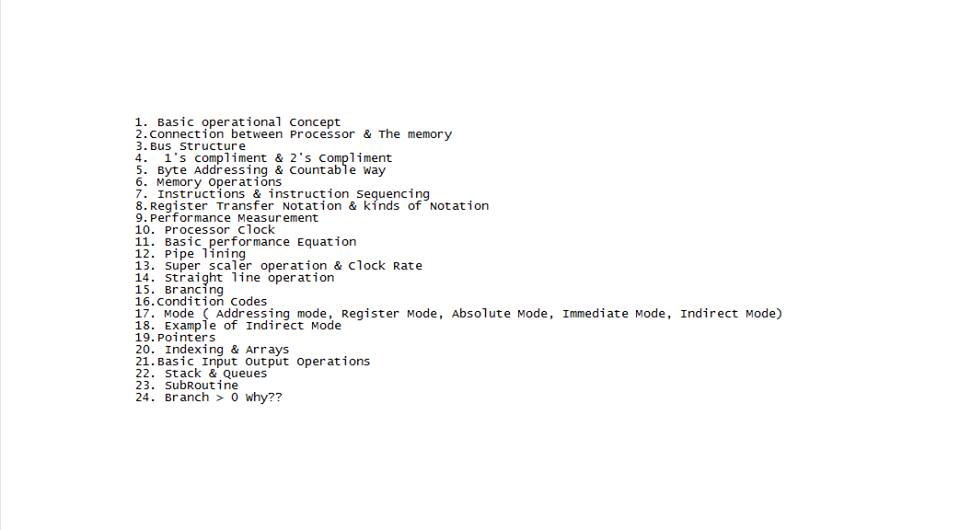 1. Basic operational Concept
2.Connection between Processor & The memory
3.Bus Structure
4.  1's compliment & 2's Compliment
5. Byte Addressing & Countable Way
6. Memory Operations
7. Instructions & instruction Sequencing
8.Register Transfer Notation & kinds of Notation
9.Performance Measurement
10. Processor Clock
11. Basic performance Equation
12. Pipe lining
13. Super scaler operation & Clock Rate
14. Straight line operation
15. Brancing
16.Condition Codes
17. Mode ( Addressing mode, Register Mode, Absolute Mode, Immediate Mode, Indirect Mode)
18. Example of Indirect Mode
19.Pointers
20. Indexing & Arrays
21.Basic Input Output Operations
22. Stack & Queues
23. SubRoutine
24. Branch > 0 why??